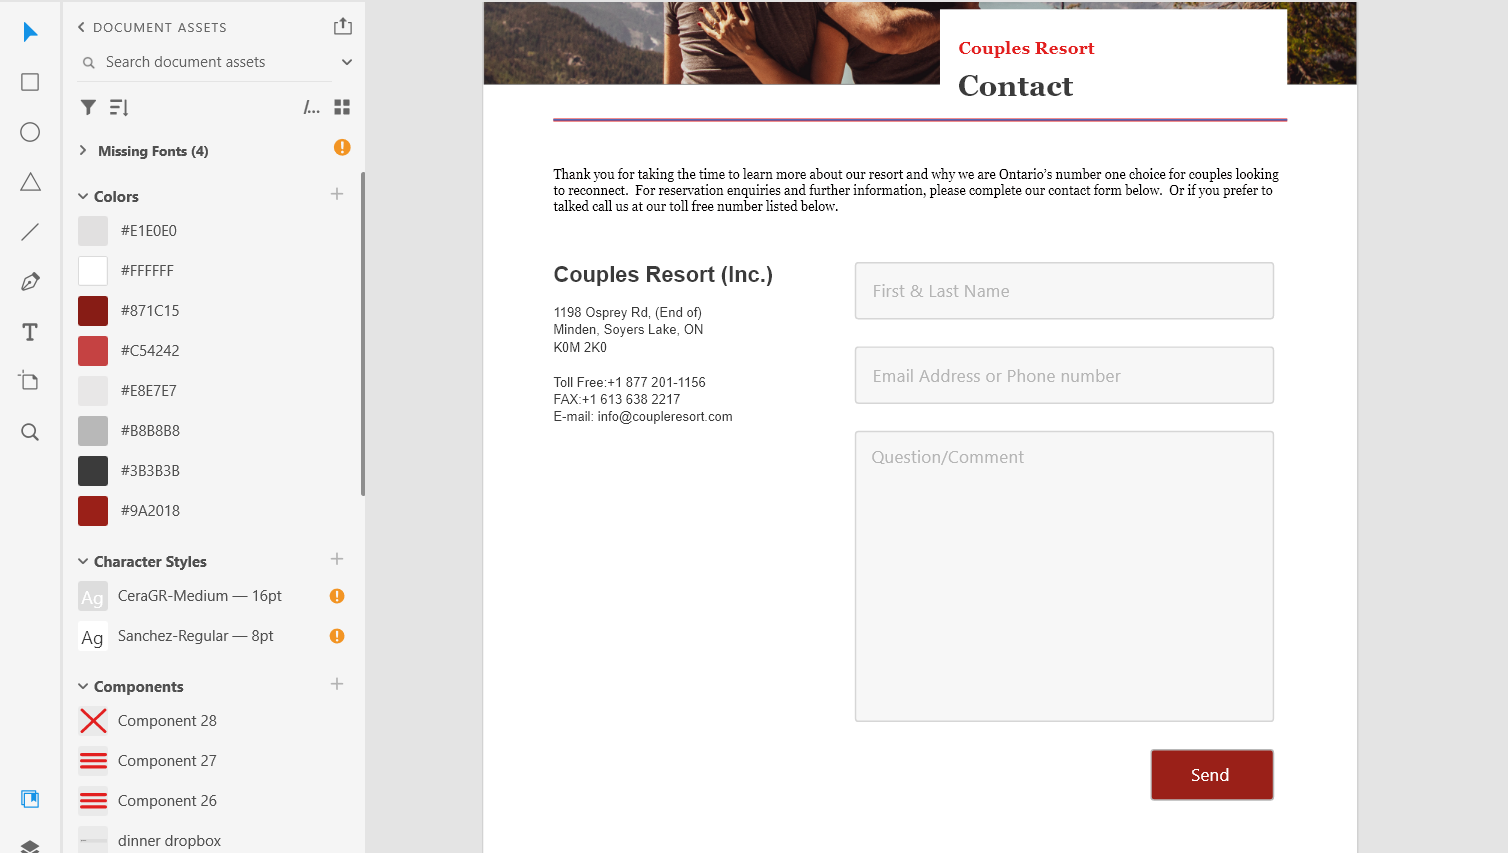 DOCUMENT ASSETS
Search document assets
/...
Missing Fonts (4)
Colors
#E1E0E0
#FFFFFF
#871C15
#C54242
#E8E7E7
#B8B8B8
#3B3B3B
#9A2018
Character Styles
Ag CeraGR-Medium — 16pt
Ag Sanchez-Regular — 8pt
Components
Component 28
Component 27
Component 26
dinner dropbox
T
Couples Resort
Contact
Thank you for taking the time to learn more about our resort and why we are Ontario's number one choice for couples looking
to reconnect.  For reservation enquiries and further information, please complete our contact form below.  Or if you prefer to
talked call us at our toll free number listed below.
Couples Resort (Inc.)
1198 Osprey Rd, (End of)
Minden, Soyers Lake, ON
K0M 2K0
Toll Free:+1 877 201-1156
FAX:+1 613 638 2217
E-mail: info@coupleresort.com
First & Last Name
Email Address or Phone number
Question/Comment
Send